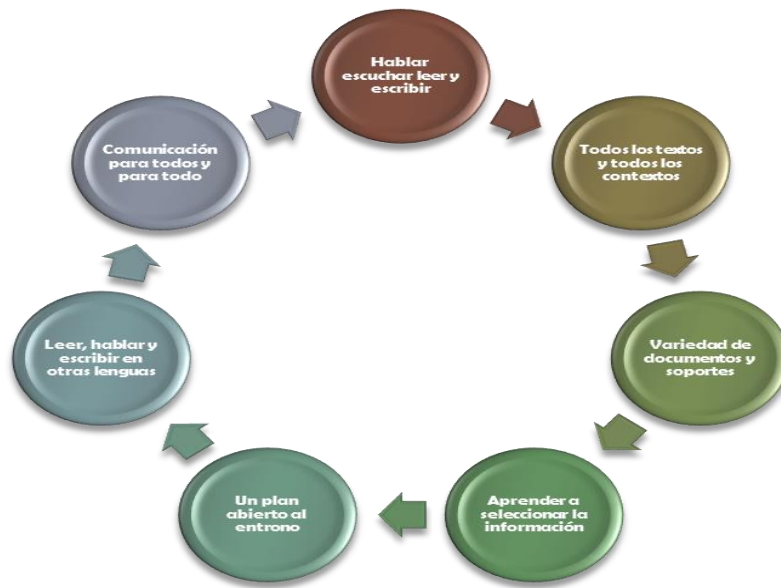 Hablar
escuchar leer y
escribir
Todos los textos
y todos los
contextos
Variedad de
documentos y
soportes
Aprender a
seleccionar la
información
Un plan
abierto al
entrono
Leer, hablar y
escribir en
otras lenguas
Comunicación
para todos y
para todo